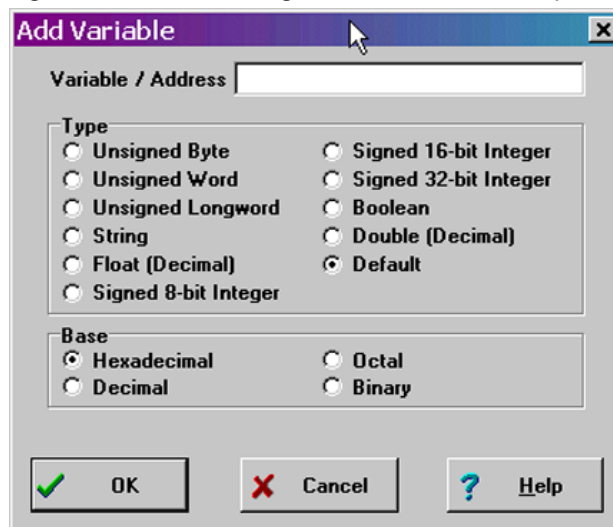 Add Variable
Variable / Address
Type
Unsigned Byte
Unsigned Word
Unsigned Longword
String
Float (Decimal)
Signed 8-bit Integer
Signed 16-bit Integer
Signed 32-bit Integer
Boolean
Double (Decimal)
Default
Base
Hexadecimal
Decimal
Octal
Binary
OK
Cancel
Help